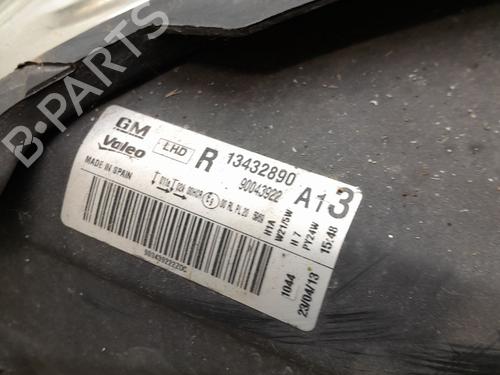 B-PARTS
GM
Valeo
LHD
R 13432890
90043922
A13
MADE IN SPAIN
H1A
W21/5W
H 7
PY24W
15:48
1044
23/04/13